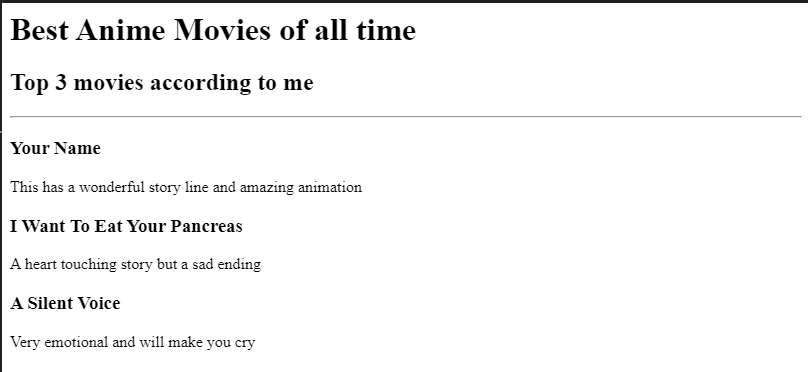 Best Anime Movies of all time
Top 3 movies according to me
Your Name
This has a wonderful story line and amazing animation
I Want To Eat Your Pancreas
A heart touching story but a sad ending
A Silent Voice
Very emotional and will make you cry